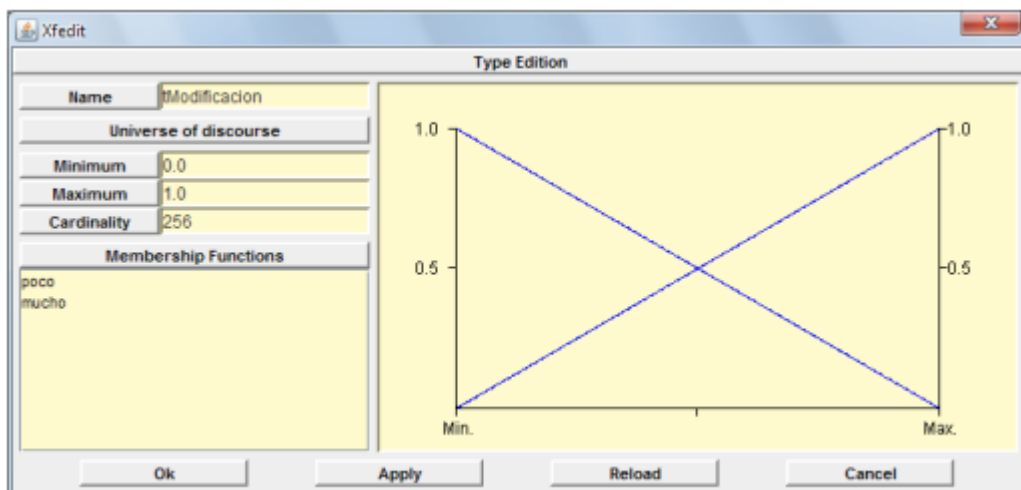 Xfedit
Type Edition
Name tModificacion
Universe of discourse
Minimum 0.0
Maximum 1.0
Cardinality 256
Membership Functions
poco
mucho
1.0 1.0
0.5 0.5
Min. Max.
Ok Apply Reload Cancel